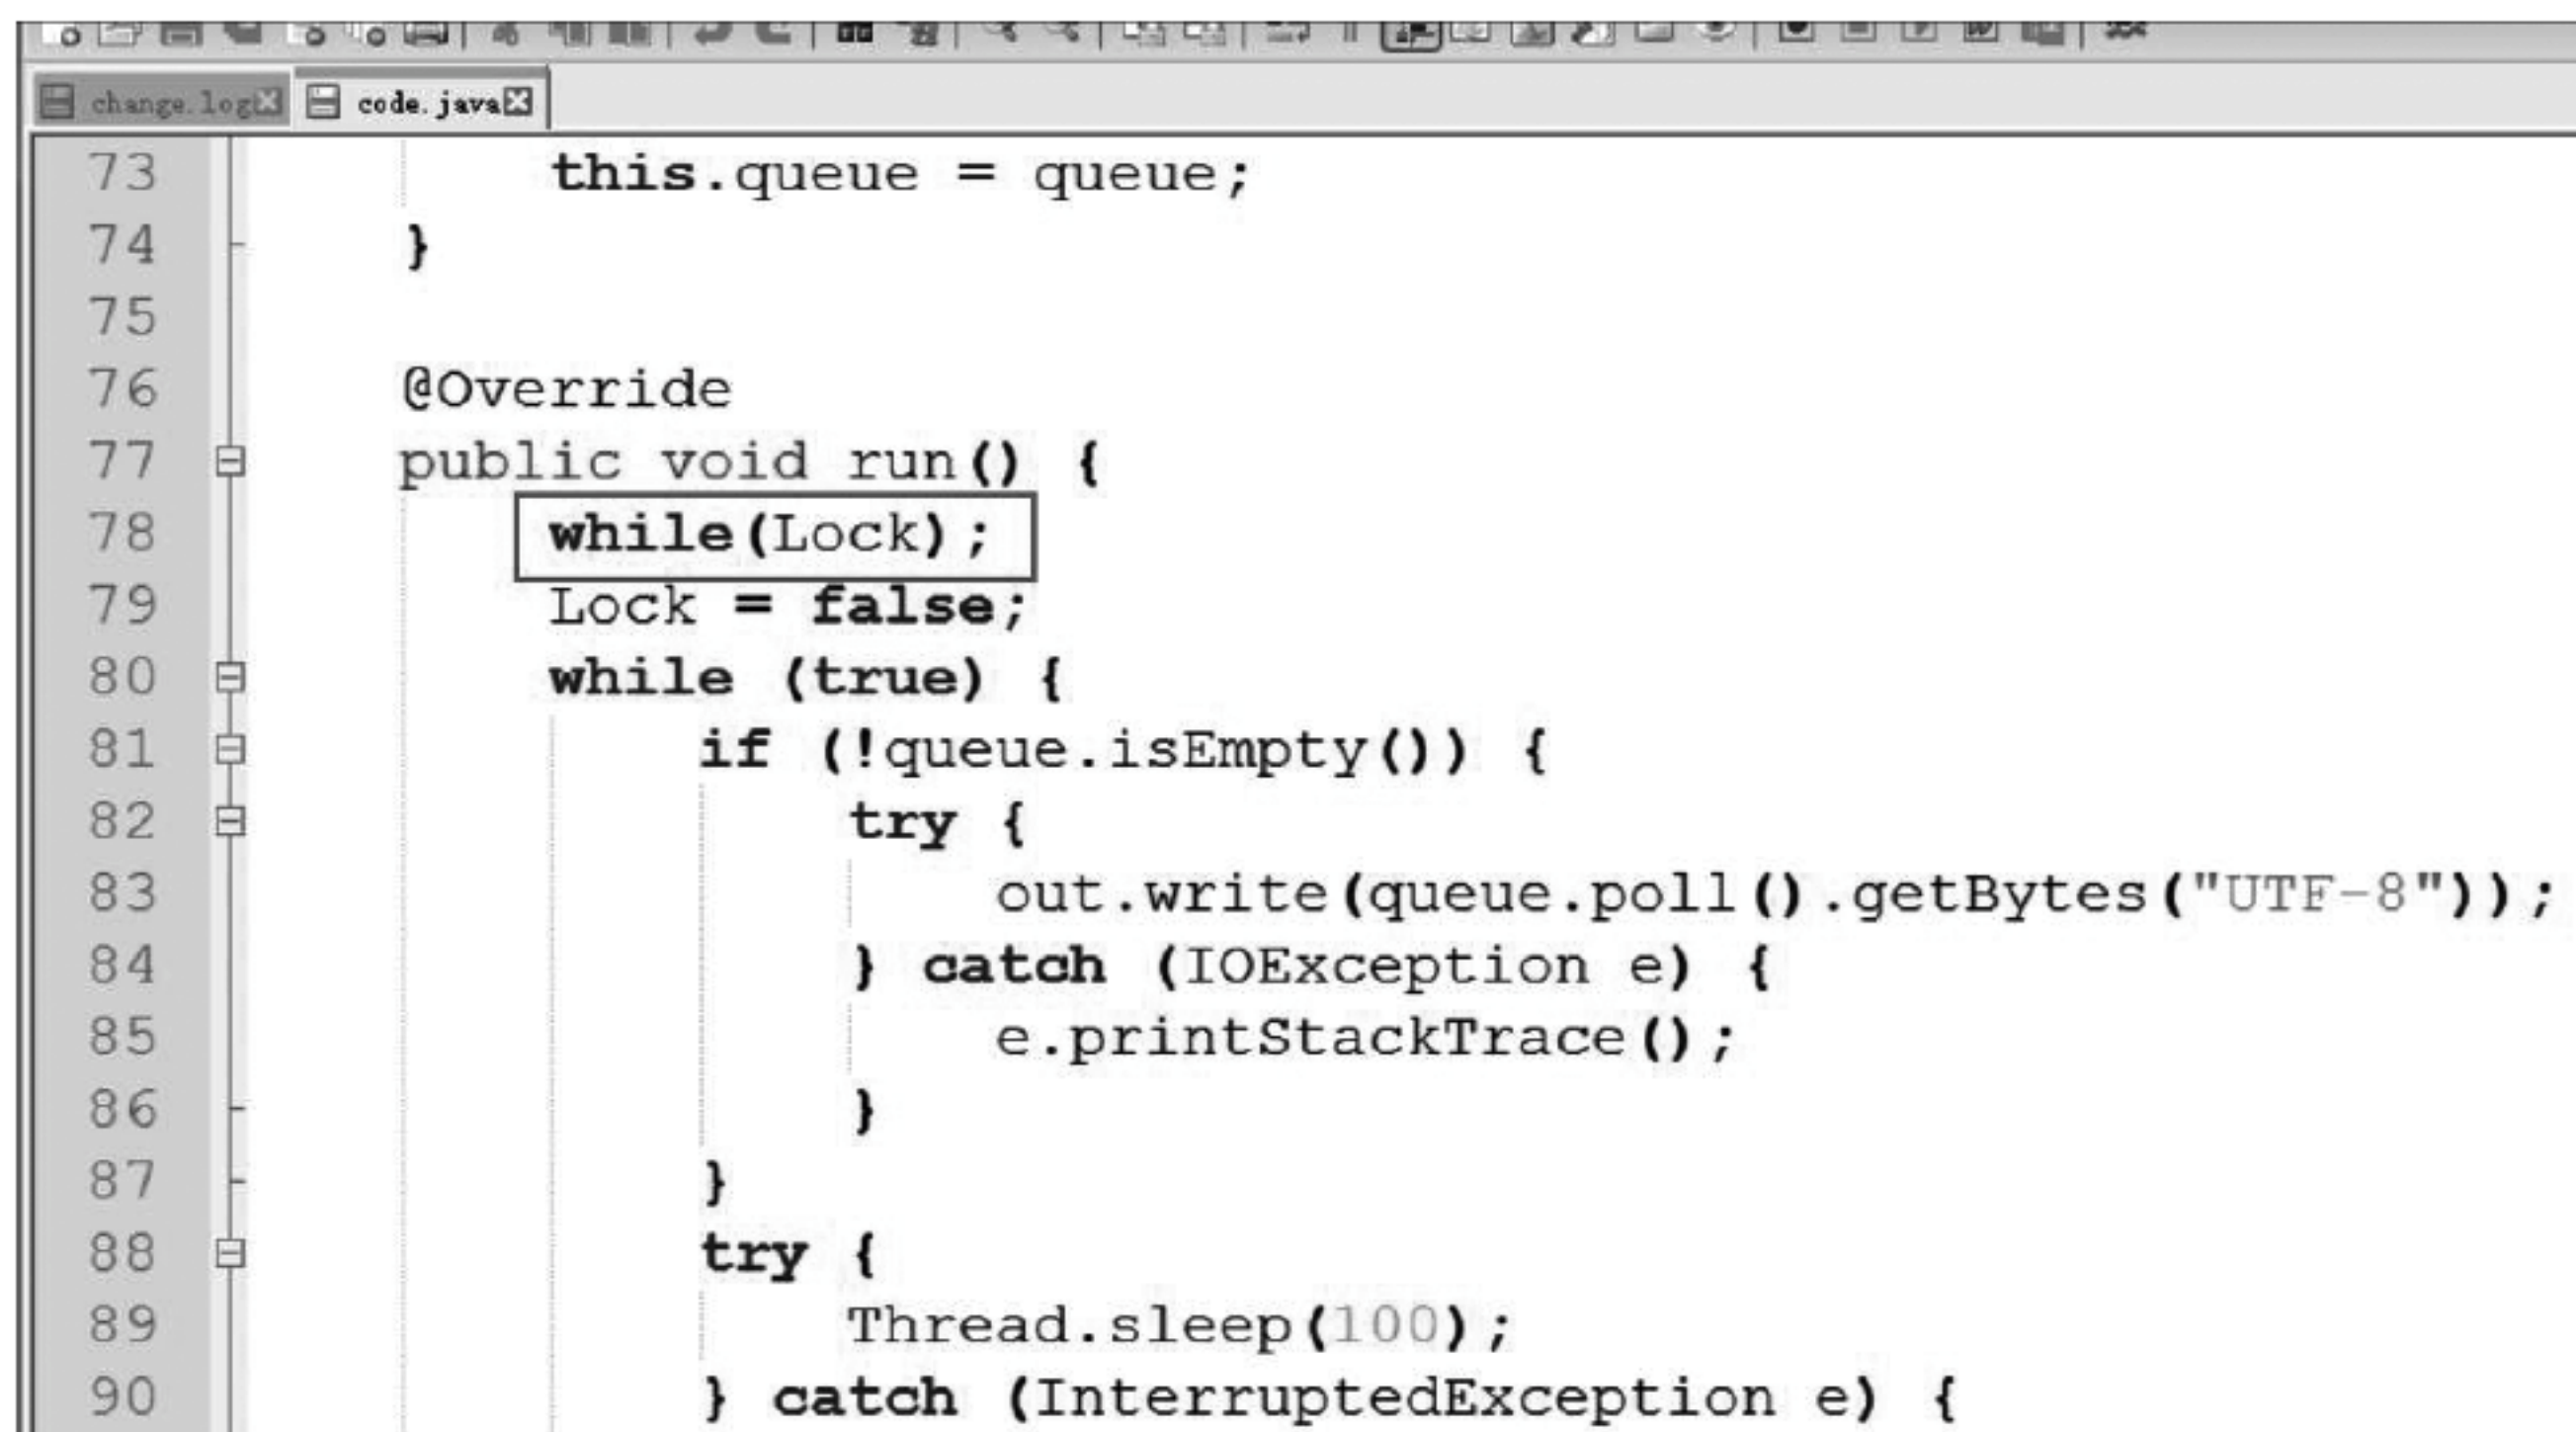 change.log code.java
73 this.queue = queue;
74 }
75
76 @Override
77 public void run() {
78 while(Lock);
79 Lock = false;
80 while (true) {
81 if (!queue.isEmpty()) {
82 try {
83 out.write(queue.poll().getBytes("UTF-8"));
84 } catch (IOException e) {
85 e.printStackTrace();
86 }
87 }
88 try {
89 Thread.sleep(100);
90 } catch (InterruptedException e) {